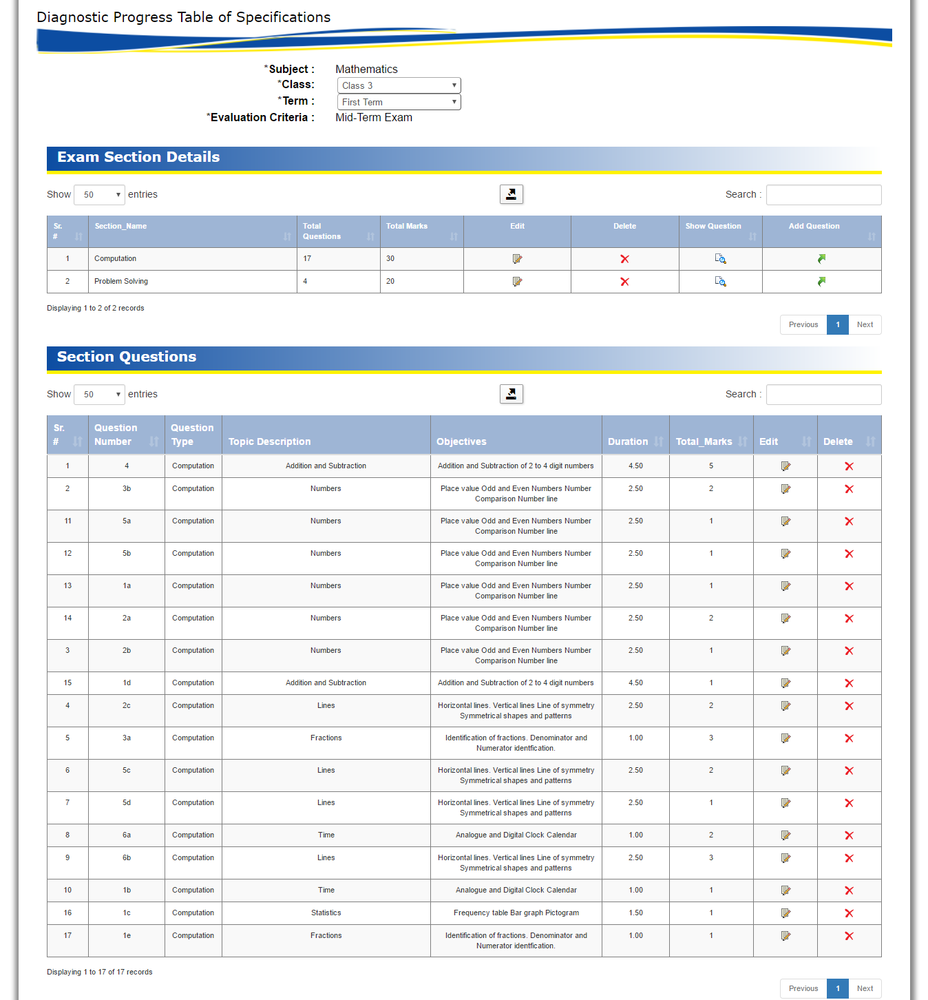 Diagnostic Progress Table of Specifications
*Subject : Mathematics
*Class: Class 3
*Term : First Term
*Evaluation Criteria : Mid-Term Exam
Exam Section Details
Show 50 entries Search :
Sr. # Section_Name Total Questions Total Marks Edit Delete Show Question Add Question
1 Computation 17 30
2 Problem Solving 4 20
Displaying 1 to 2 of 2 records
Previous 1 Next
Section Questions
Show 50 entries Search :
Sr. # Question Number Question Type Topic Description Objectives Duration Total_Marks Edit Delete
1 4 Computation Addition and Subtraction Addition and Subtraction of 2 to 4 digit numbers 4.50 5
2 3b Computation Numbers Place value Odd and Even Numbers Number Comparison Number line 2.50 2
11 5a Computation Numbers Place value Odd and Even Numbers Number Comparison Number line 2.50 1
12 5b Computation Numbers Place value Odd and Even Numbers Number Comparison Number line 2.50 1
13 1a Computation Numbers Place value Odd and Even Numbers Number Comparison Number line 2.50 1
14 2a Computation Numbers Place value Odd and Even Numbers Number Comparison Number line 2.50 2
3 2b Computation Numbers Place value Odd and Even Numbers Number Comparison Number line 2.50 1
15 1d Computation Addition and Subtraction Addition and Subtraction of 2 to 4 digit numbers 4.50 1
4 2c Computation Lines Horizontal lines. Vertical lines Line of symmetry Symmetrical shapes and patterns 2.50 2
5 3a Computation Fractions Identification of fractions. Denominator and Numerator identfication. 1.00 3
6 5c Computation Lines Horizontal lines. Vertical lines Line of symmetry Symmetrical shapes and patterns 2.50 2
7 5d Computation Lines Horizontal lines. Vertical lines Line of symmetry Symmetrical shapes and patterns 2.50 1
8 6a Computation Time Analogue and Digital Clock Calendar 1.00 2
9 6b Computation Lines Horizontal lines. Vertical lines Line of symmetry Symmetrical shapes and patterns 2.50 3
10 1b Computation Time Analogue and Digital Clock Calendar 1.00 1
16 1c Computation Statistics Frequency table Bar graph Pictogram 1.50 1
17 1e Computation Fractions Identification of fractions. Denominator and Numerator identfication. 1.00 1
Displaying 1 to 17 of 17 records
Previous 1 Next